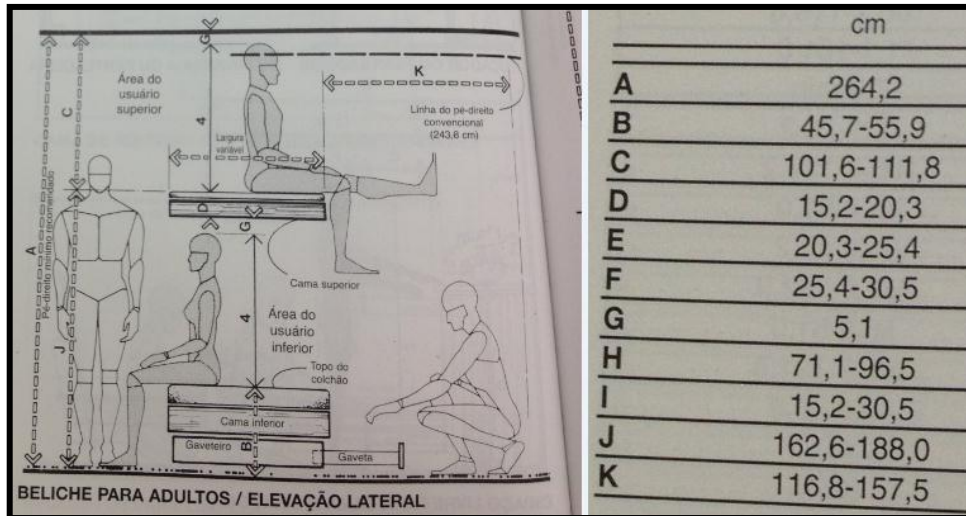 G
Área do
usuário
superior
K
C
4
Linha do pé-direito
convencional
(243,8 cm)
Largura
variável
A
Pé-direito mínimo recomendado
D
G
Cama superior
J
4
Área do
usuário
inferior
Topo do
colchão
Cama inferior
Gaveteiro
B
Gaveta
BELICHE PARA ADULTOS / ELEVAÇÃO LATERAL
cm
A 264,2
B 45,7-55,9
C 101,6-111,8
D 15,2-20,3
E 20,3-25,4
F 25,4-30,5
G 5,1
H 71,1-96,5
I 15,2-30,5
J 162,6-188,0
K 116,8-157,5